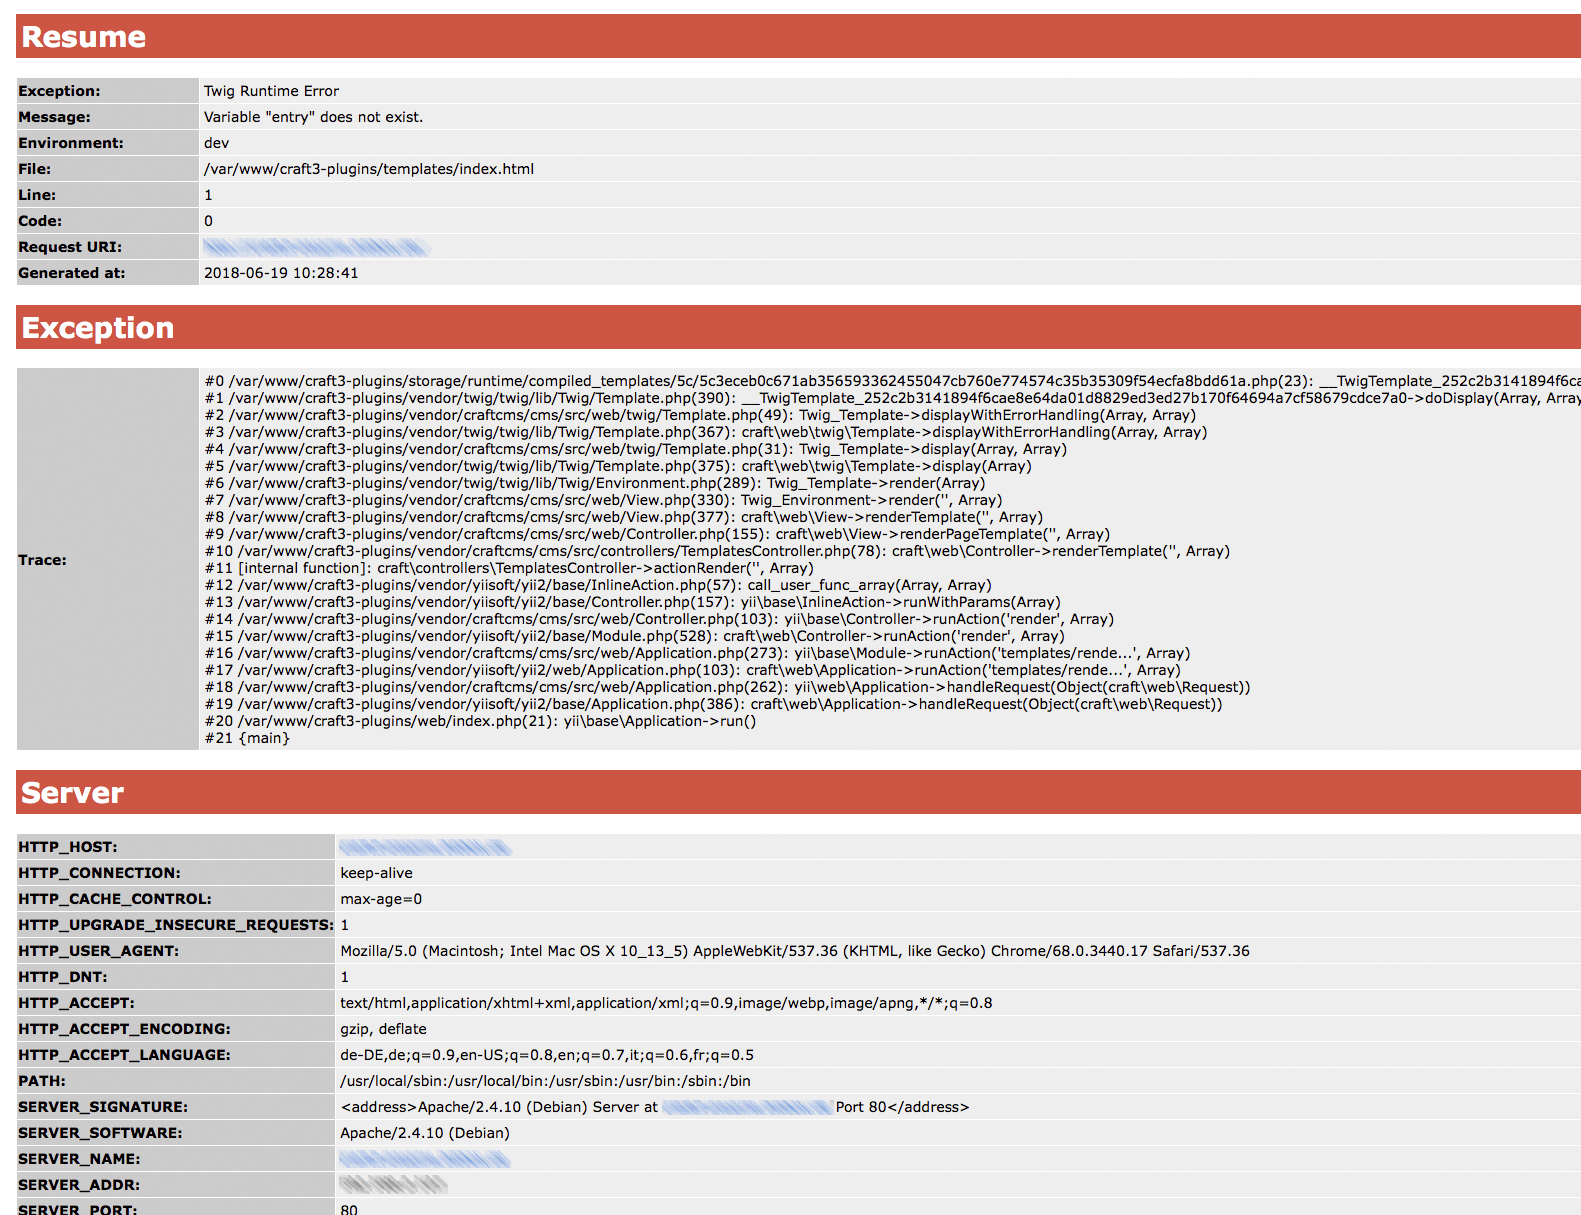 Resume
Exception: Twig Runtime Error
Message: Variable "entry" does not exist.
Environment: dev
File: /var/www/craft3-plugins/templates/index.html
Line: 1
Code: 0
Request URI:
Generated at: 2018-06-19 10:28:41
Exception
Trace:
#0 /var/www/craft3-plugins/storage/runtime/compiled_templates/5c/5c3eceb0c671ab356593362455047cb760e774574c35b35309f54ecfa8bdd61a.php(23): __TwigTemplate_252c2b3141894f6ca
#1 /var/www/craft3-plugins/vendor/twig/twig/lib/Twig/Template.php(390): __TwigTemplate_252c2b3141894f6cae8e64da01d8829ed3ed27b170f64694a7cf58679cdce7a0->doDisplay(Array, Array
#2 /var/www/craft3-plugins/vendor/craftcms/cms/src/web/twig/Template.php(49): Twig_Template->displayWithErrorHandling(Array, Array)
#3 /var/www/craft3-plugins/vendor/twig/twig/lib/Twig/Template.php(367): craft\web\twig\Template->displayWithErrorHandling(Array, Array)
#4 /var/www/craft3-plugins/vendor/craftcms/cms/src/web/twig/Template.php(31): Twig_Template->display(Array, Array)
#5 /var/www/craft3-plugins/vendor/twig/twig/lib/Twig/Template.php(375): craft\web\twig\Template->display(Array)
#6 /var/www/craft3-plugins/vendor/twig/twig/lib/Twig/Environment.php(289): Twig_Template->render(Array)
#7 /var/www/craft3-plugins/vendor/craftcms/cms/src/web/View.php(330): Twig_Environment->render('', Array)
#8 /var/www/craft3-plugins/vendor/craftcms/cms/src/web/View.php(377): craft\web\View->renderTemplate('', Array)
#9 /var/www/craft3-plugins/vendor/craftcms/cms/src/web/Controller.php(155): craft\web\View->renderPageTemplate('', Array)
#10 /var/www/craft3-plugins/vendor/craftcms/cms/src/controllers/TemplatesController.php(78): craft\web\Controller->renderTemplate('', Array)
#11 [internal function]: craft\controllers\TemplatesController->actionRender('', Array)
#12 /var/www/craft3-plugins/vendor/yiisoft/yii2/base/InlineAction.php(57): call_user_func_array(Array, Array)
#13 /var/www/craft3-plugins/vendor/yiisoft/yii2/base/Controller.php(157): yii\base\InlineAction->runWithParams(Array)
#14 /var/www/craft3-plugins/vendor/craftcms/cms/src/web/Controller.php(103): yii\base\Controller->runAction('render', Array)
#15 /var/www/craft3-plugins/vendor/yiisoft/yii2/base/Module.php(528): craft\web\Controller->runAction('render', Array)
#16 /var/www/craft3-plugins/vendor/craftcms/cms/src/web/Application.php(273): yii\base\Module->runAction('templates/rende...', Array)
#17 /var/www/craft3-plugins/vendor/yiisoft/yii2/web/Application.php(103): craft\web\Application->runAction('templates/rende...', Array)
#18 /var/www/craft3-plugins/vendor/craftcms/cms/src/web/Application.php(262): yii\web\Application->handleRequest(Object(craft\web\Request))
#19 /var/www/craft3-plugins/vendor/yiisoft/yii2/base/Application.php(386): craft\web\Application->handleRequest(Object(craft\web\Request))
#20 /var/www/craft3-plugins/web/index.php(21): yii\base\Application->run()
#21 {main}
Server
HTTP_HOST:
HTTP_CONNECTION: keep-alive
HTTP_CACHE_CONTROL: max-age=0
HTTP_UPGRADE_INSECURE_REQUESTS: 1
HTTP_USER_AGENT: Mozilla/5.0 (Macintosh; Intel Mac OS X 10_13_5) AppleWebKit/537.36 (KHTML, like Gecko) Chrome/68.0.3440.17 Safari/537.36
HTTP_DNT: 1
HTTP_ACCEPT: text/html,application/xhtml+xml,application/xml;q=0.9,image/webp,image/apng,*/*;q=0.8
HTTP_ACCEPT_ENCODING: gzip, deflate
HTTP_ACCEPT_LANGUAGE: de-DE,de;q=0.9,en-US;q=0.8,en;q=0.7,it;q=0.6,fr;q=0.5
PATH: /usr/local/sbin:/usr/local/bin:/usr/sbin:/usr/bin:/sbin:/bin
SERVER_SIGNATURE: <address>Apache/2.4.10 (Debian) Server at Port 80</address>
SERVER_SOFTWARE: Apache/2.4.10 (Debian)
SERVER_NAME:
SERVER_ADDR:
SERVER_PORT: 80